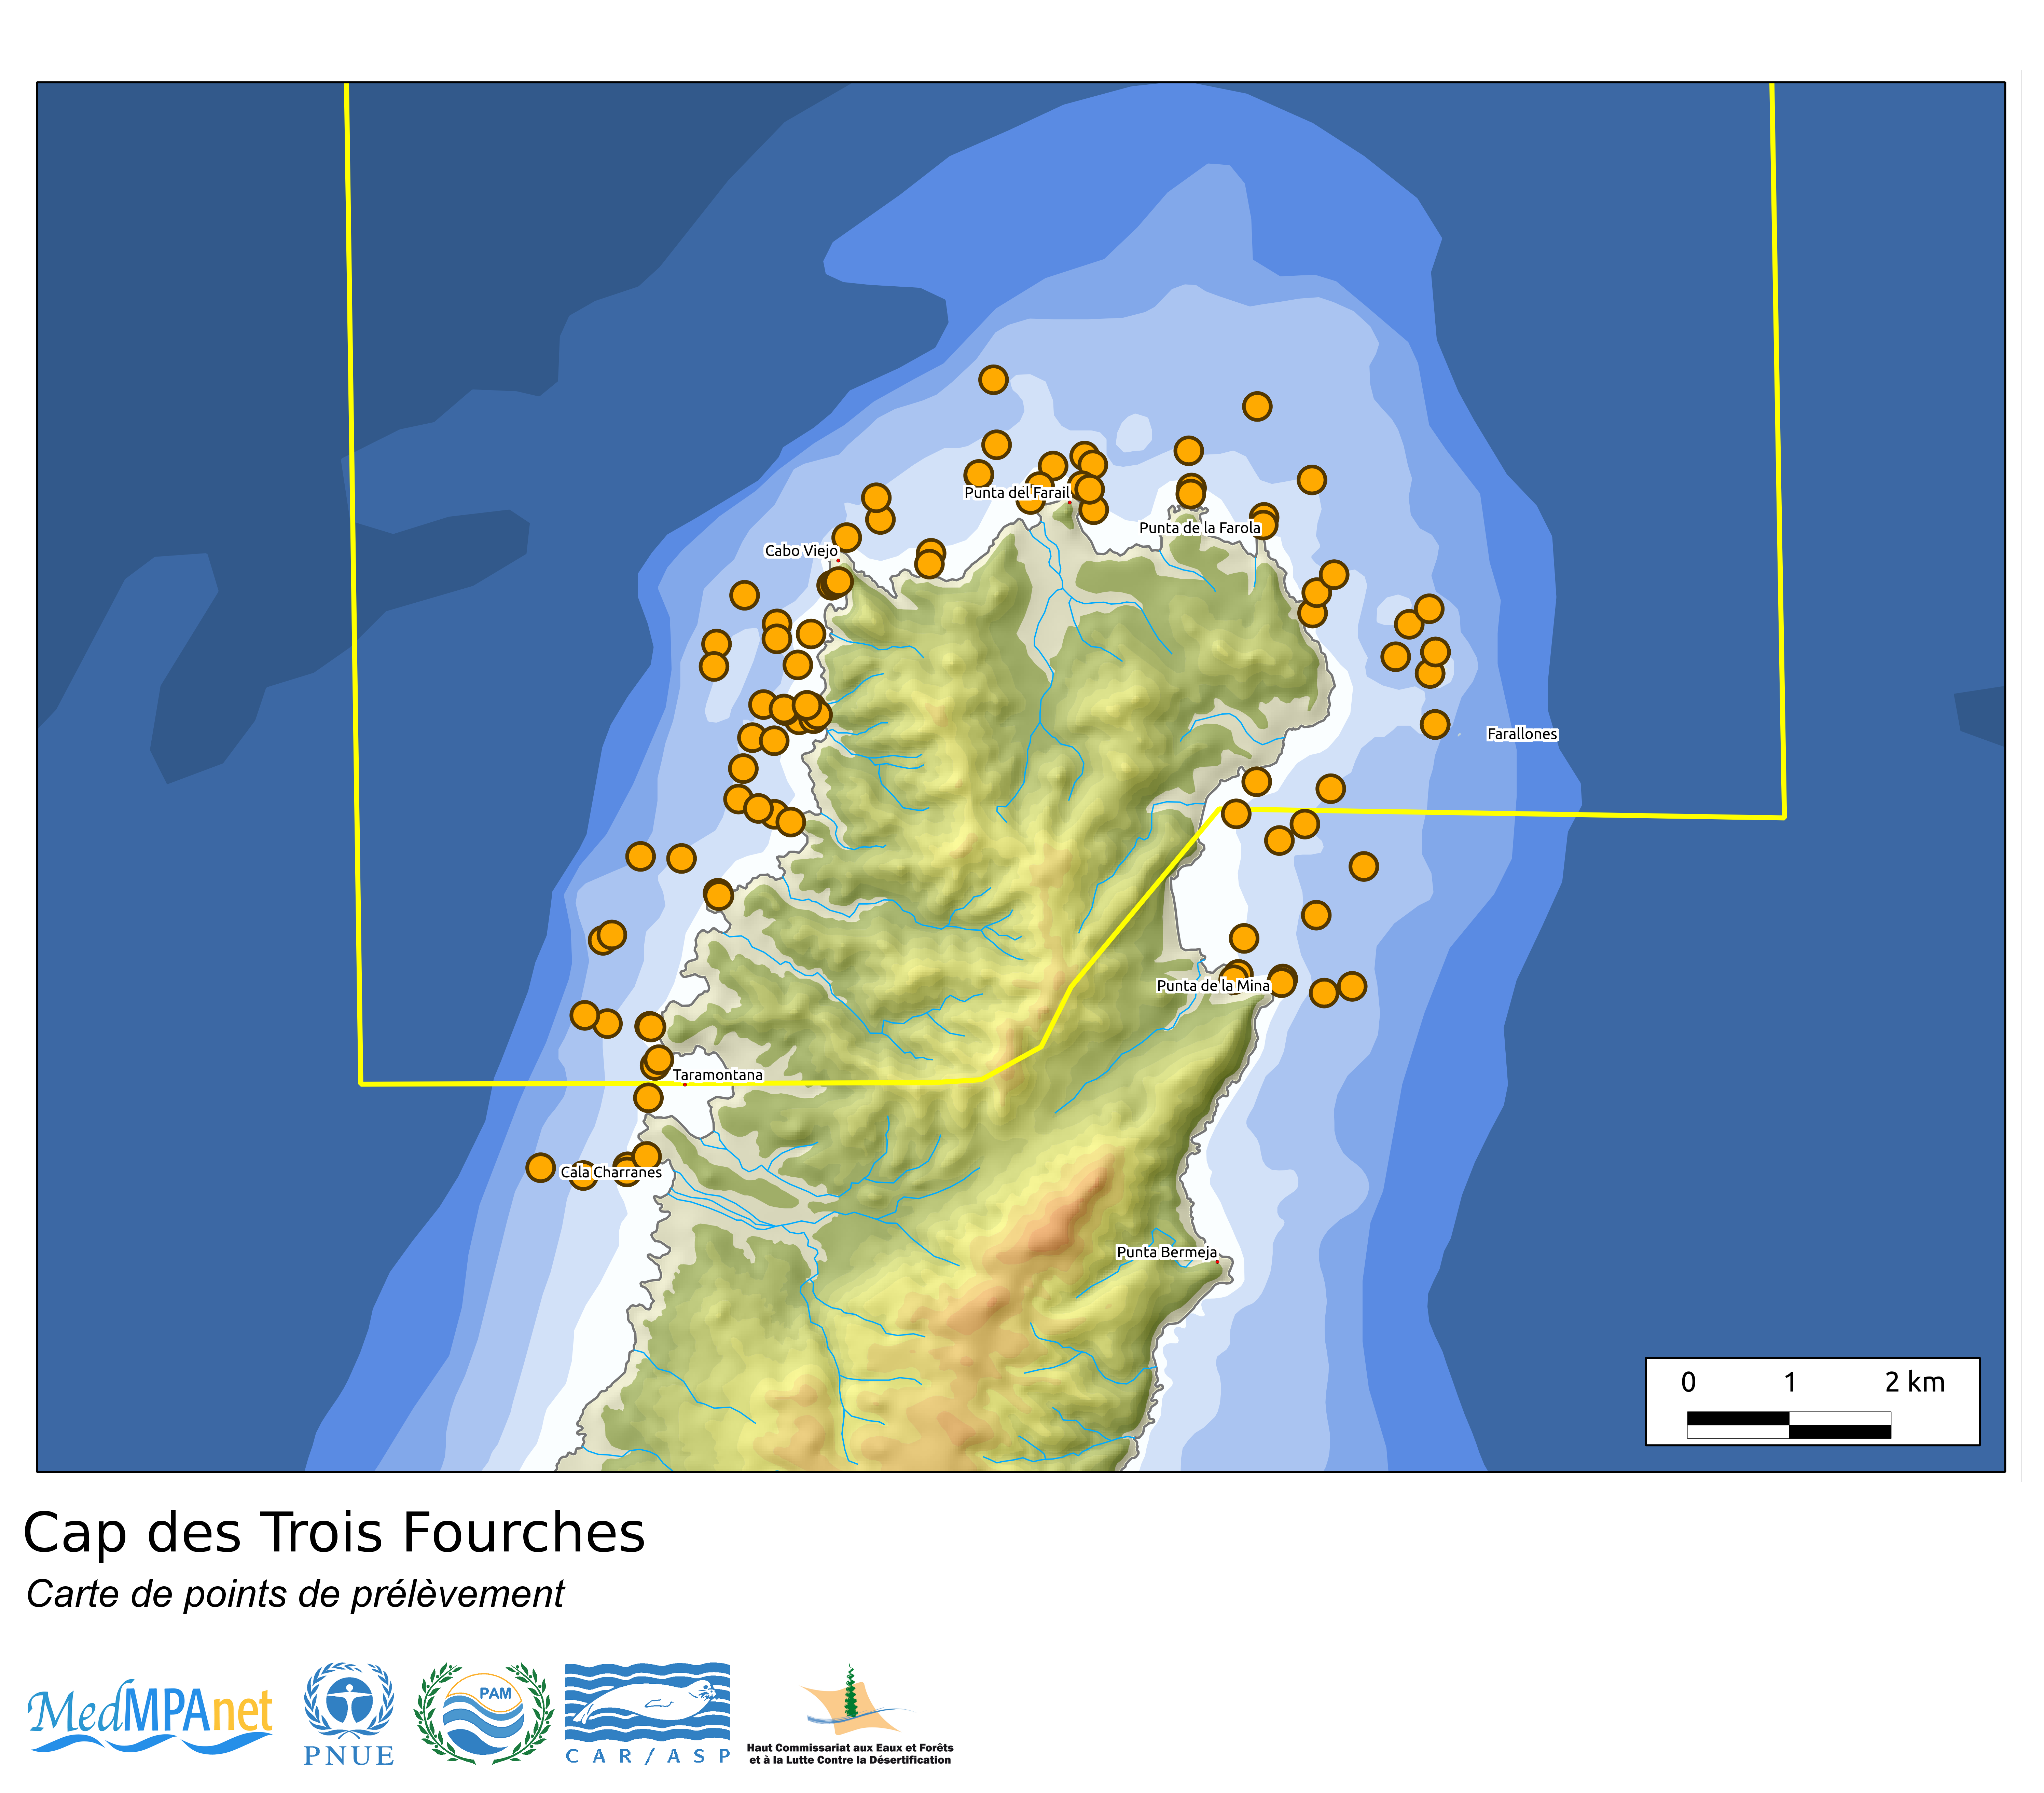 Punta del Farail
Punta de la Farola
Cabo Viejo
Farallones
Punta de la Mina
Taramontana
Cala Charranes
Punta Bermeja
0 1 2 km
Cap des Trois Fourches
Carte de points de prélèvement
MedMPAnet
PNUE
PAM
CAR/ASP
Haut Commissariat aux Eaux et Forêts
et à la Lutte Contre la Désertification